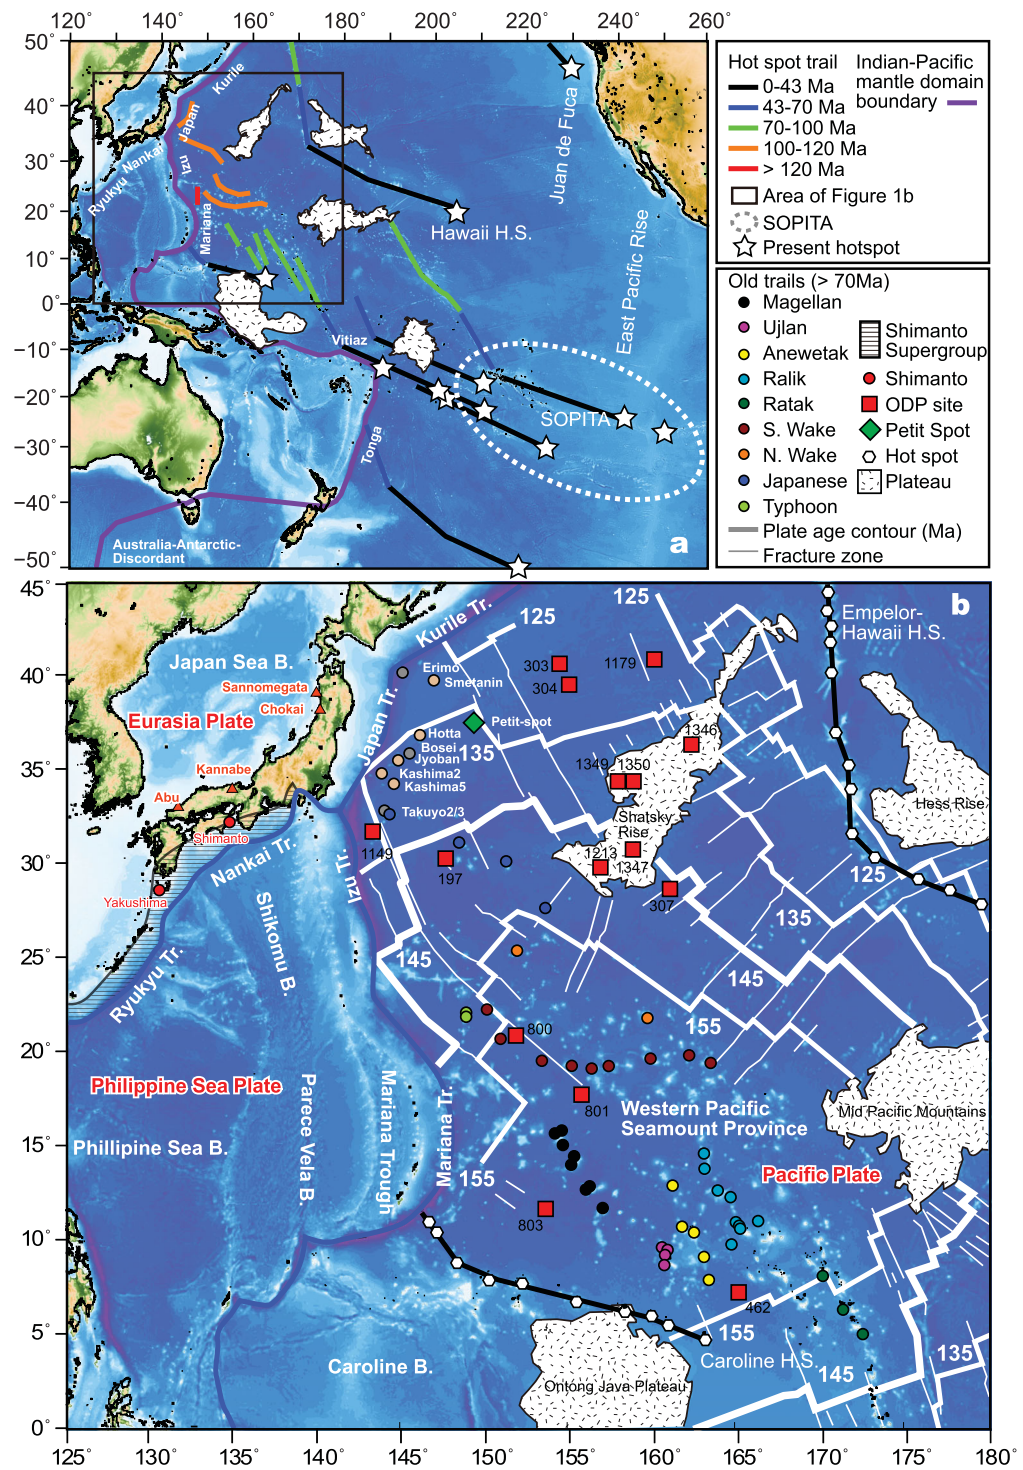 120° 140° 160° 180° 200° 220° 240° 260°
50°
40°
30°
20°
10°
0°
−10°
−20°
−30°
−40°
−50°
Kurile
Japan
Nankai
Izu
Ryukyu
Mariana
Hawaii H.S.
Juan de Fuca
East Pacific Rise
Vitiaz
SOPITA
Tonga
Australia-Antarctic-
Discordant
a
Hot spot trail
0-43 Ma
43-70 Ma
70-100 Ma
100-120 Ma
> 120 Ma
Indian-Pacific
mantle domain
boundary
Area of Figure 1b
SOPITA
Present hotspot
Old trails (> 70Ma)
Magellan
Ujlan
Anewetak
Ralik
Ratak
S. Wake
N. Wake
Japanese
Typhoon
Shimanto
Supergroup
Shimanto
ODP site
Petit Spot
Hot spot
Plateau
Plate age contour (Ma)
Fracture zone
45°
40°
35°
30°
25°
20°
15°
10°
5°
0°
b
Kurile Tr.
125
125
Empelor-
Hawaii H.S.
Japan Sea B.
Erimo
Smetanin
303
304
1179
Sannomegata
Chokai
Eurasia Plate
Japan Tr.
Petit-spot
Hotta
135
Bosei
Jyoban
Kashima2
Kashima5
1346
1349
1350
Kannabe
Abu
Takuyo2/3
Shatsky
Rise
Hess Rise
Shimanto
Nankai Tr.
1149
197
1213
1347
307
125
Izu Tr.
Yakushima
Shikomu B.
135
Ryukyu Tr.
145
145
155
800
Philippine Sea Plate
Parece Vela B.
Mariana Trough
Mariana Tr.
801
Western Pacific
Seamount Province
Mid Pacific Mountains
Phillipine Sea B.
155
Pacific Plate
803
462
155
Caroline B.
Caroline H.S.
Ontong Java Plateau
145
135
125 130 135 140 145 150 155 160 165 170 175 180°